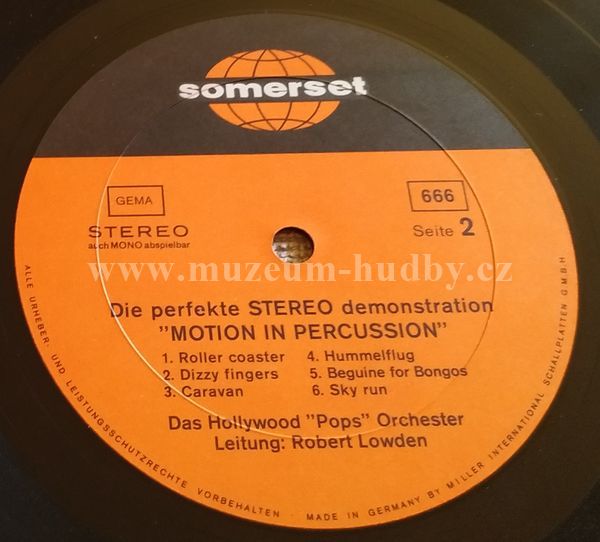 somerset
GEMA
666
STEREO
auch MONO abspielbar
Seite 2
www.muzeum-hudby.cz
Die perfekte STEREO demonstration
"MOTION IN PERCUSSION"
1. Roller coaster
2. Dizzy fingers
3. Caravan
4. Hummelflug
5. Beguine for Bongos
6. Sky run
Das Hollywood "Pops" Orchester
Leitung: Robert Lowden
ALLE URHEBER- UND LEISTUNGSSCHUTZRECHTE VORBEHALTEN · MADE IN GERMANY BY MILLER INTERNATIONAL SCHALLPLATTEN G.M.B.H